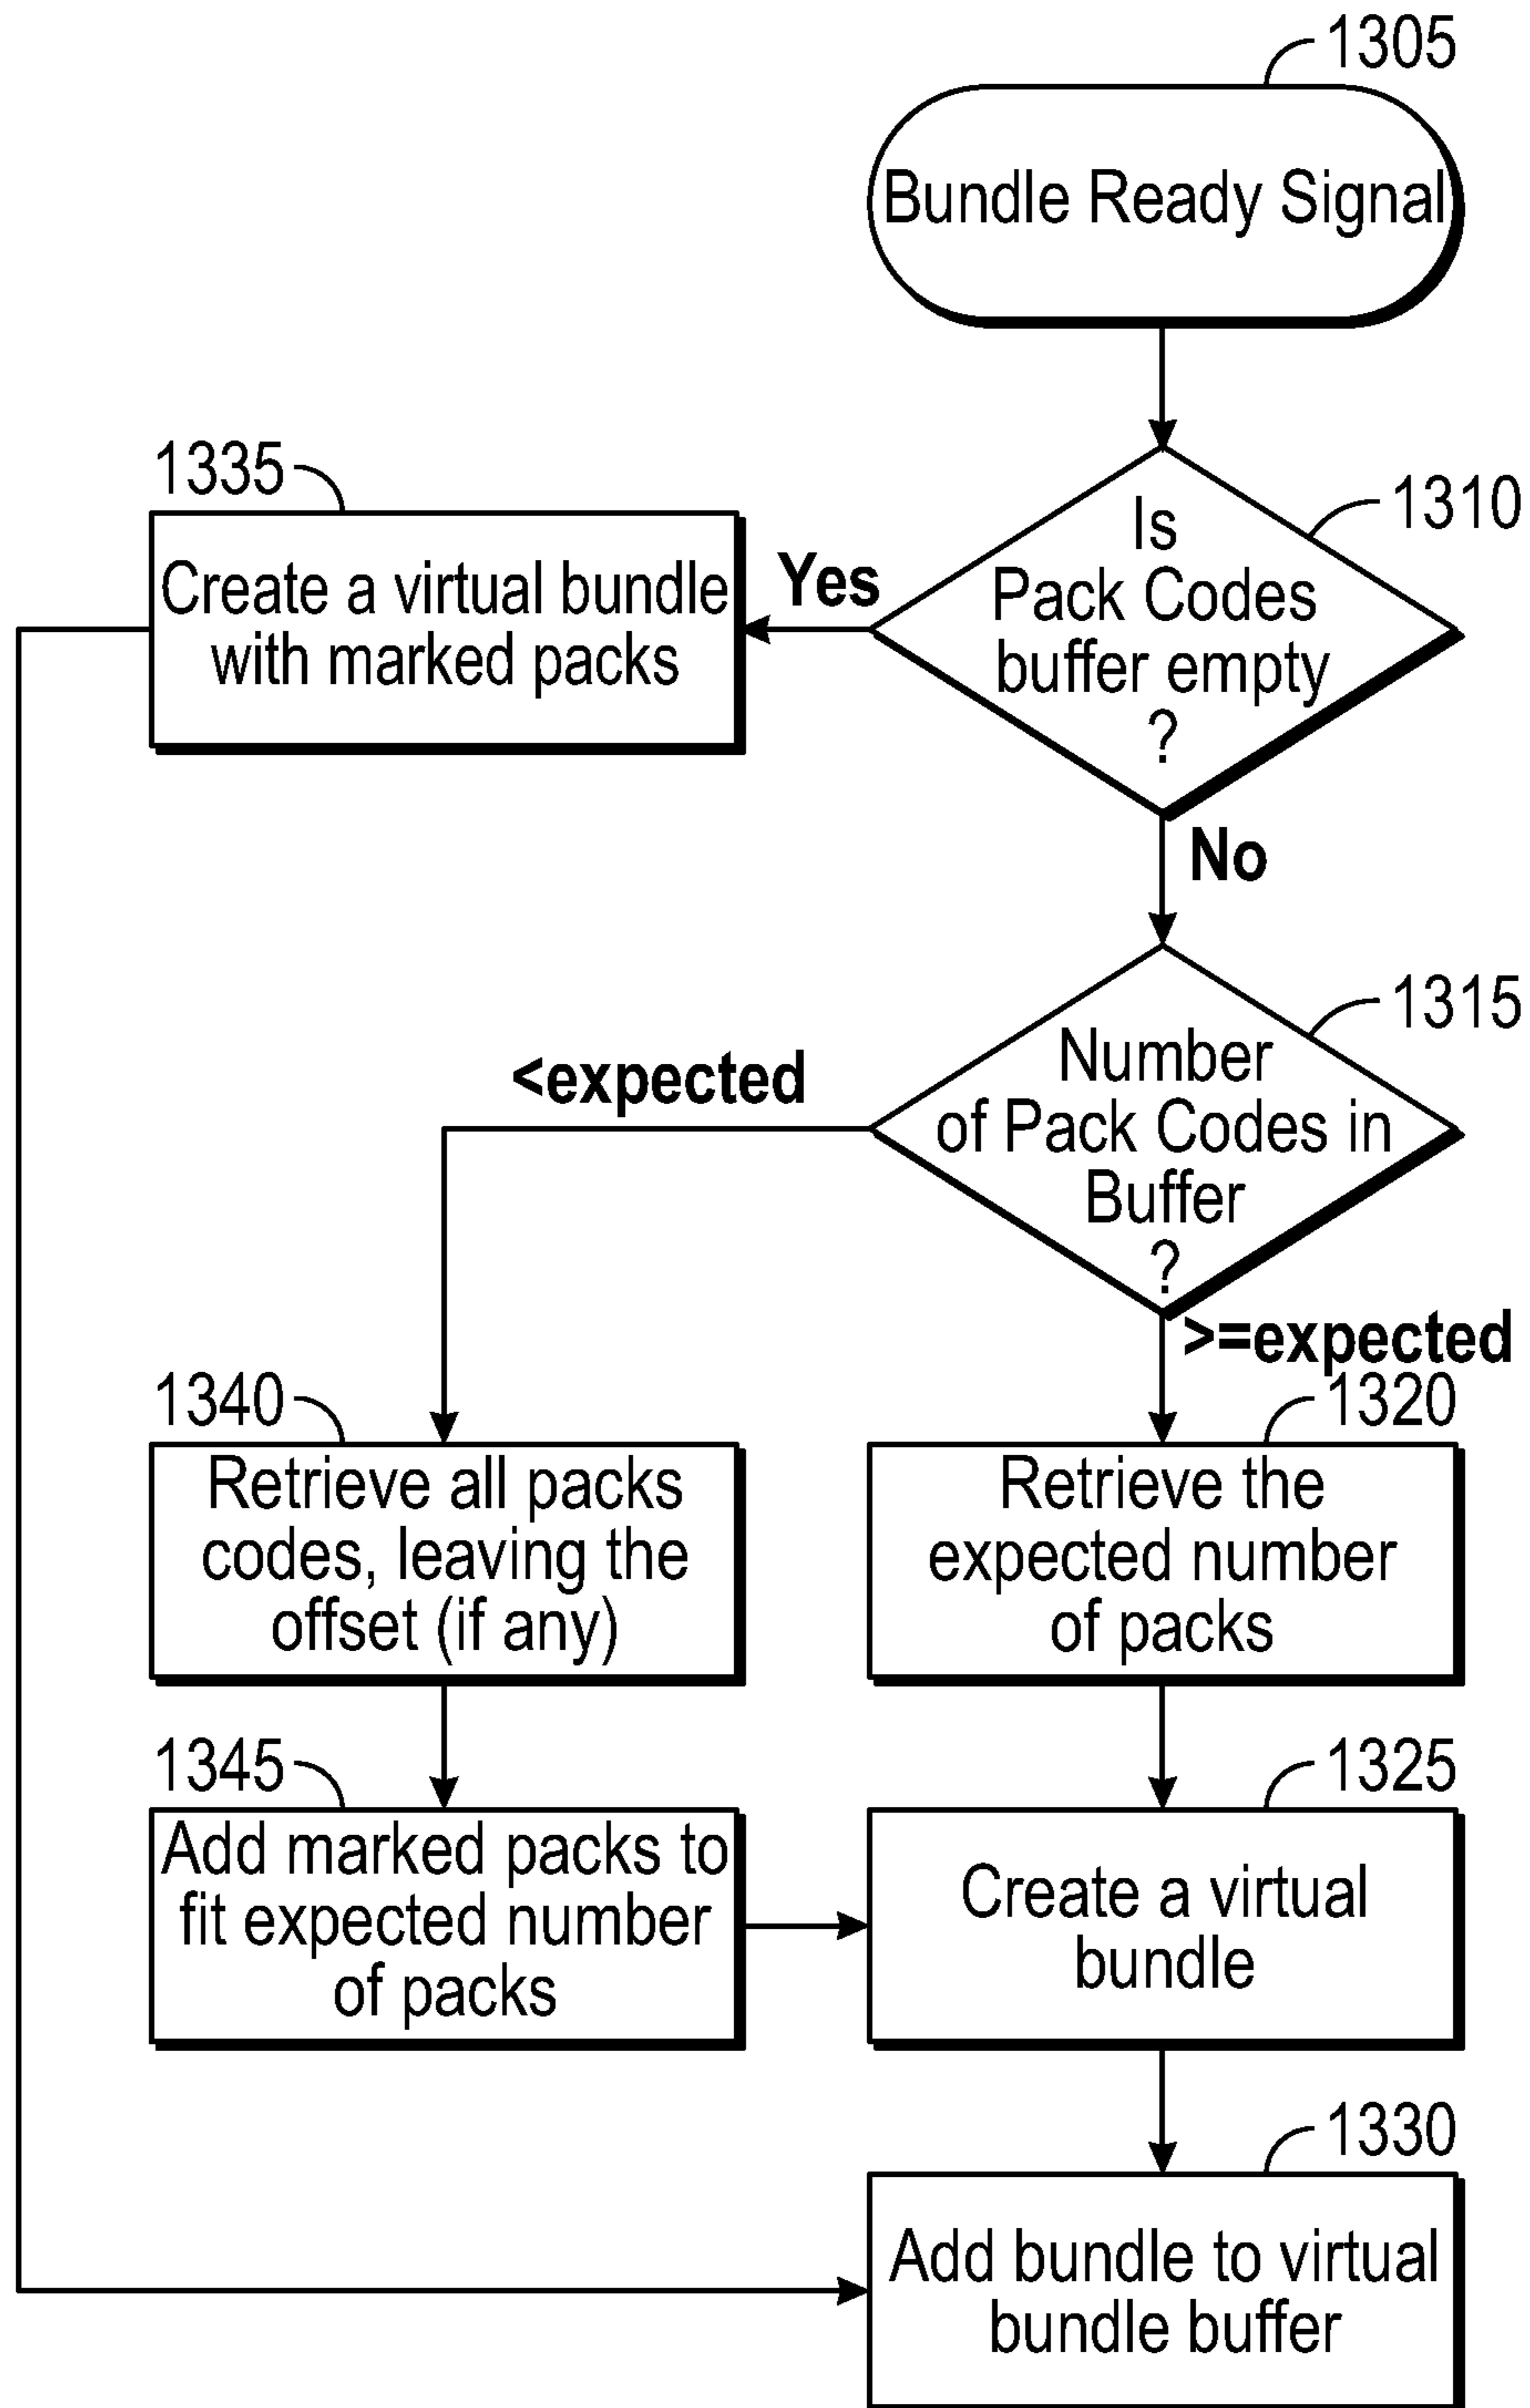 1305
Bundle Ready Signal
1310
Is
Pack Codes
buffer empty
?
Yes
1335
Create a virtual bundle
with marked packs
No
1315
Number
of Pack Codes in
Buffer
?
<expected
>=expected
1340
Retrieve all packs
codes, leaving the
offset (if any)
1320
Retrieve the
expected number
of packs
1345
Add marked packs to
fit expected number
of packs
1325
Create a virtual
bundle
1330
Add bundle to virtual
bundle buffer